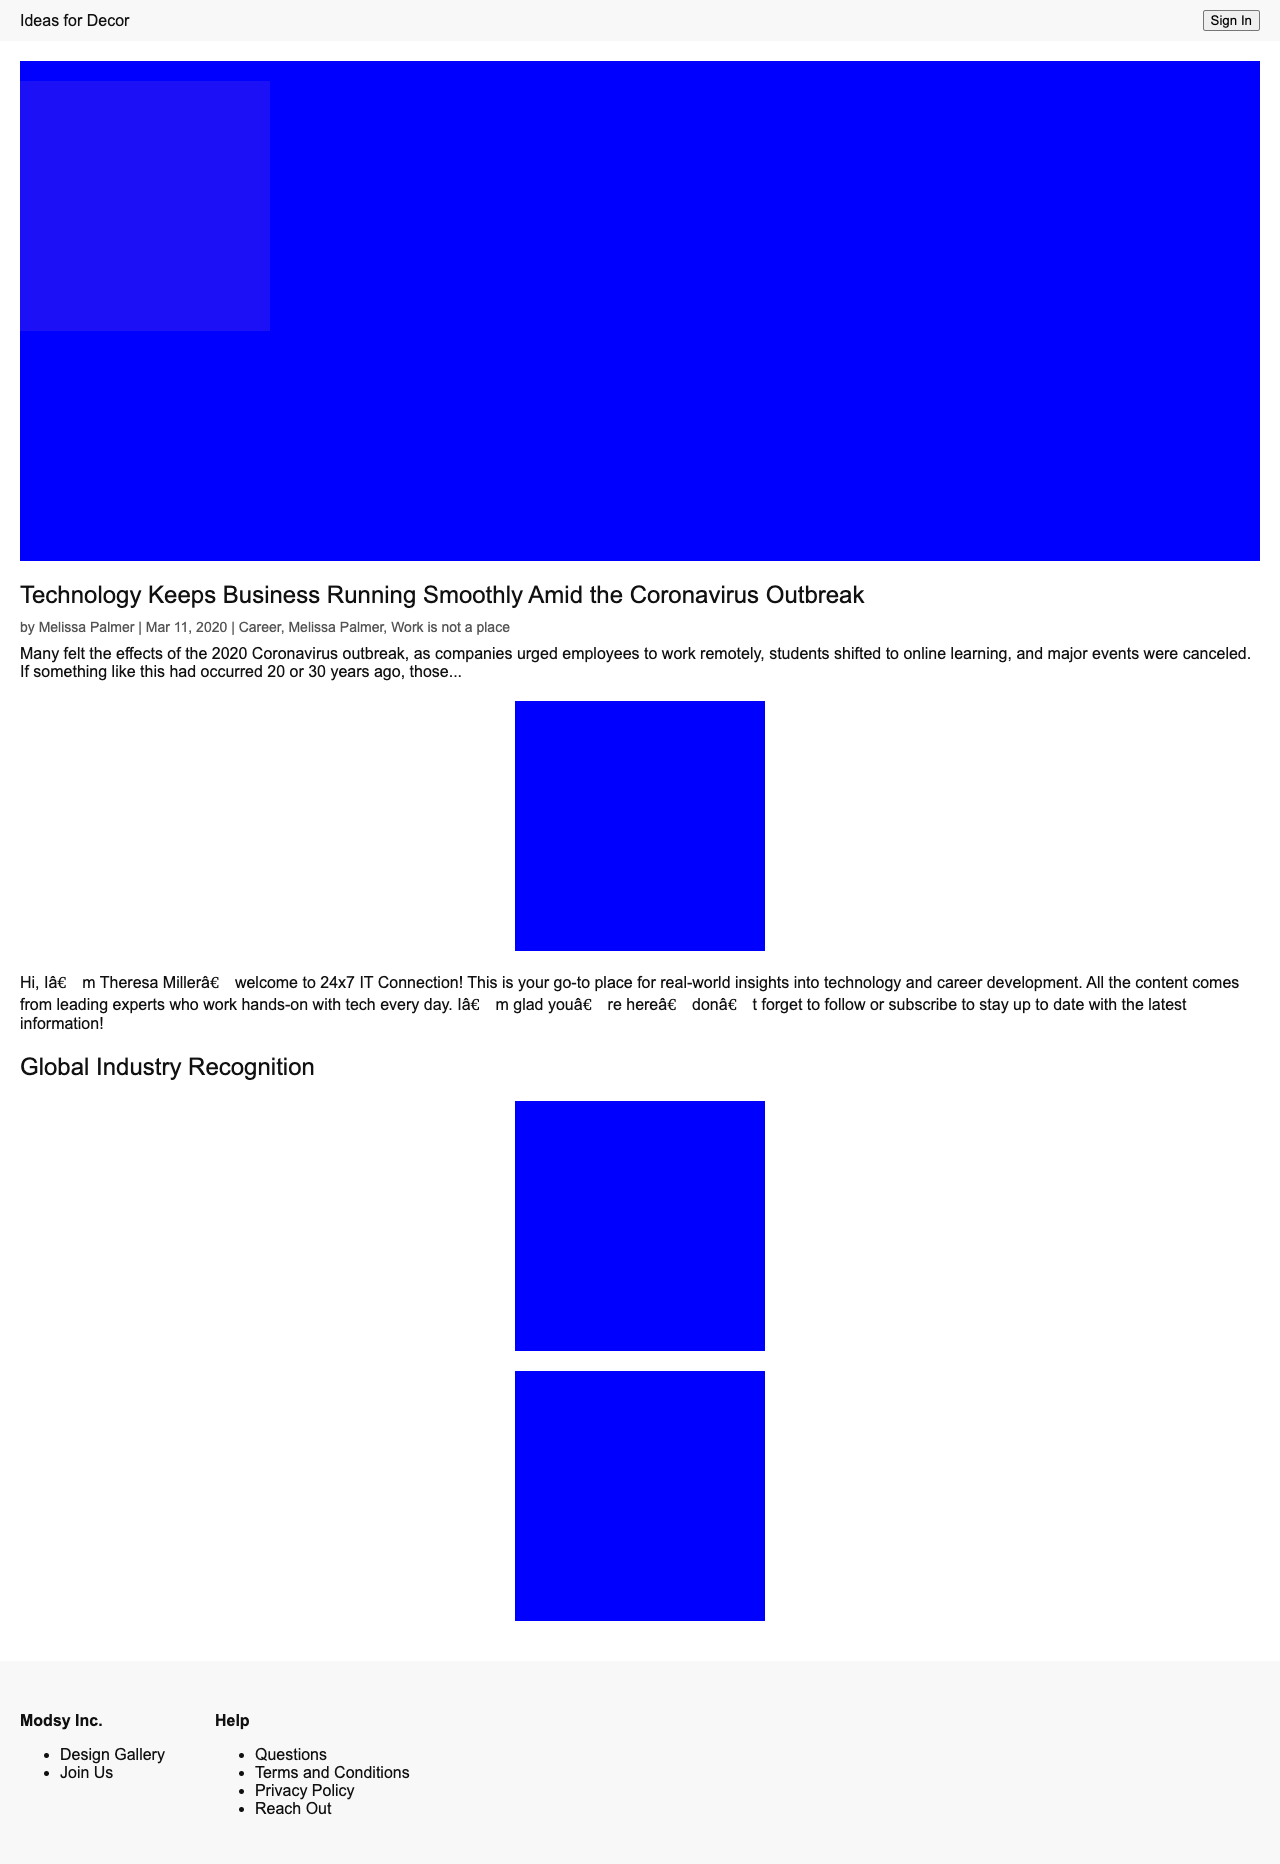 Ideas for Decor
Sign In
Technology Keeps Business Running Smoothly Amid the Coronavirus Outbreak
by Melissa Palmer | Mar 11, 2020 | Career, Melissa Palmer, Work is not a place
Many felt the effects of the 2020 Coronavirus outbreak, as companies urged employees to work remotely, students shifted to online learning, and major events were canceled.
If something like this had occurred 20 or 30 years ago, those...
Hi, Iâ€ m Theresa Millerâ€ welcome to 24x7 IT Connection! This is your go-to place for real-world insights into technology and career development. All the content comes
from leading experts who work hands-on with tech every day. Iâ€ m glad youâ€ re hereâ€ donâ€ t forget to follow or subscribe to stay up to date with the latest
information!
Global Industry Recognition
Modsy Inc.
• Design Gallery
• Join Us
Help
• Questions
• Terms and Conditions
• Privacy Policy
• Reach Out